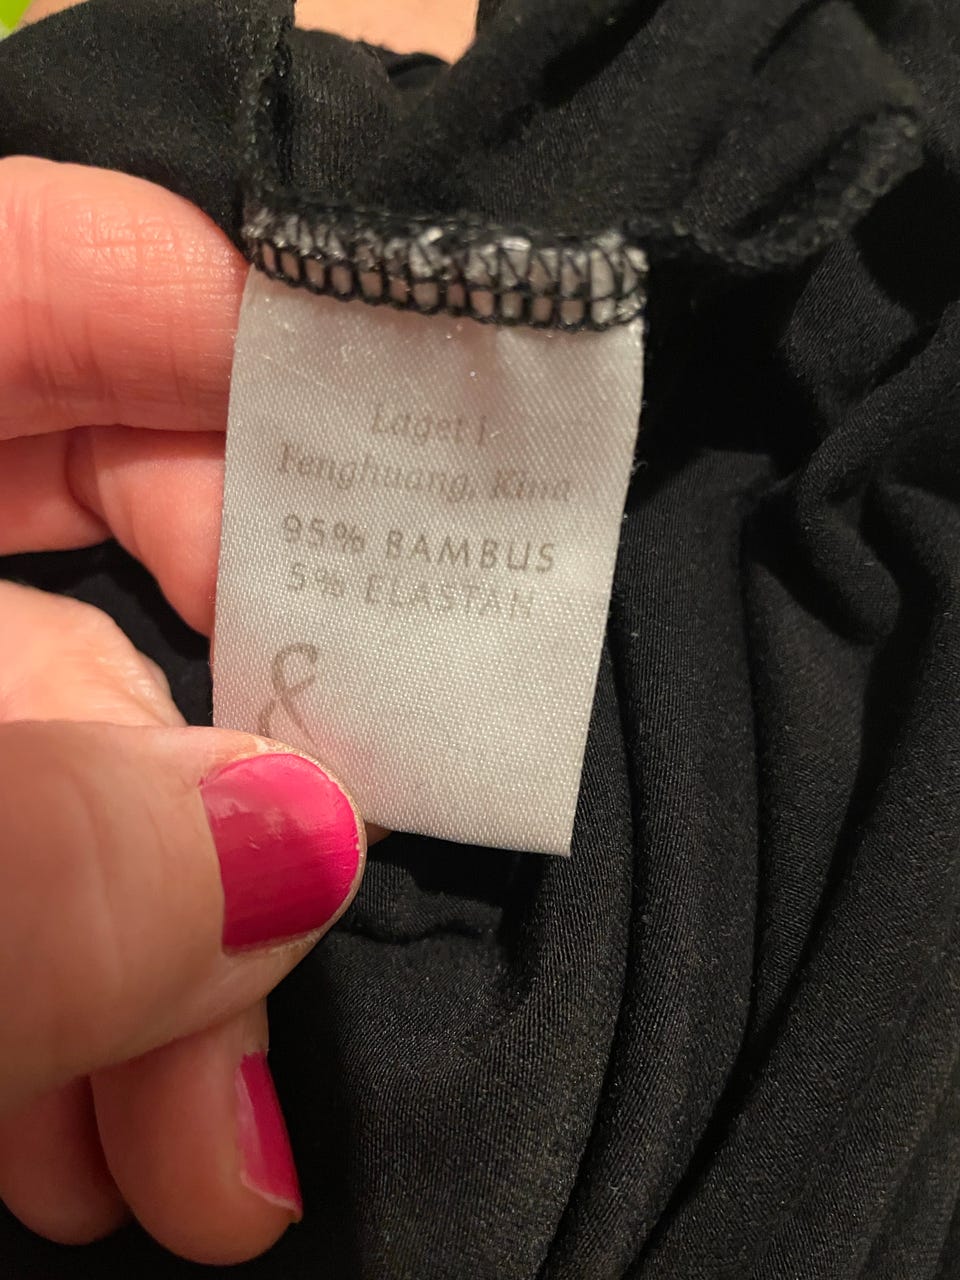 Laget i
Fenghuang, Kina
95% BAMBUS
5% ELASTAN
&